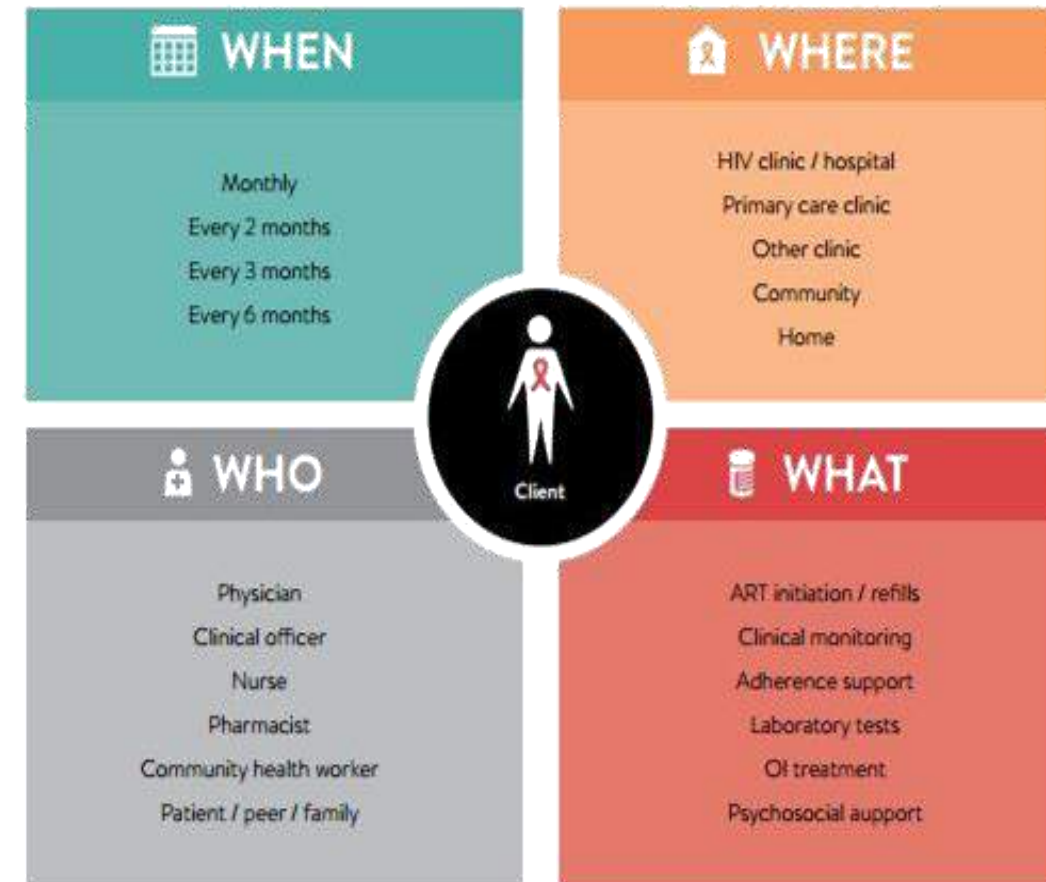 WHEN
Monthly
Every 2 months
Every 3 months
Every 6 months
WHERE
HIV clinic / hospital
Primary care clinic
Other clinic
Community
Home
Client
WHO
Physician
Clinical officer
Nurse
Pharmacist
Community health worker
Patient / peer / family
WHAT
ART initiation / refills
Clinical monitoring
Adherence support
Laboratory tests
OI treatment
Psychosocial aupport